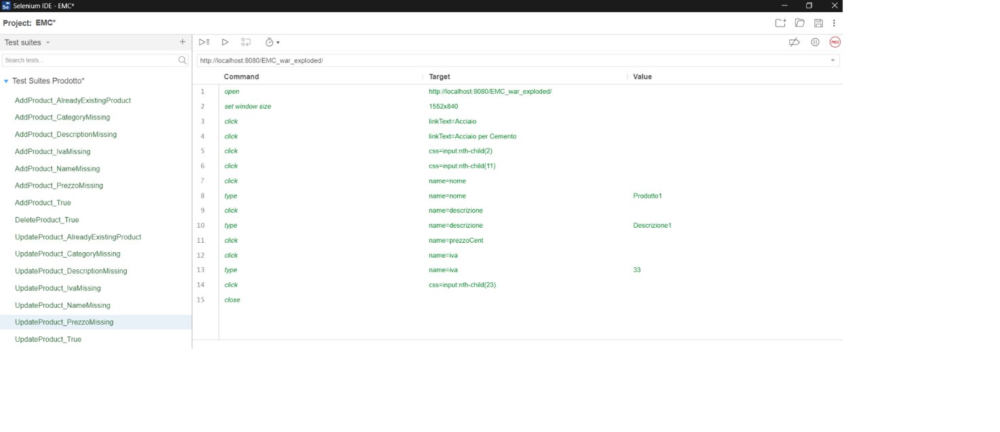 Se Selenium IDE - EMC*
Project: EMC*
Test suites
Search tests...
Test Suites Prodotto*
AddProduct_AlreadyExistingProduct
AddProduct_CategoryMissing
AddProduct_DescriptionMissing
AddProduct_IvaMissing
AddProduct_NameMissing
AddProduct_PrezzoMissing
AddProduct_True
DeleteProduct_True
UpdateProduct_AlreadyExistingProduct
UpdateProduct_CategoryMissing
UpdateProduct_DescriptionMissing
UpdateProduct_IvaMissing
UpdateProduct_NameMissing
UpdateProduct_PrezzoMissing
UpdateProduct_True
REC
http://localhost:8080/EMC_war_exploded/
Command Target Value
1 open http://localhost:8080/EMC_war_exploded/
2 set window size 1552x840
3 click linkText=Acciaio
4 click linkText=Acciaio per Cemento
5 click css=input:nth-child(2)
6 click css=input:nth-child(11)
7 click name=nome
8 type name=nome Prodotto1
9 click name=descrizione
10 type name=descrizione Descrizione1
11 click name=prezzoCent
12 click name=iva
13 type name=iva 33
14 click css=input:nth-child(23)
15 close